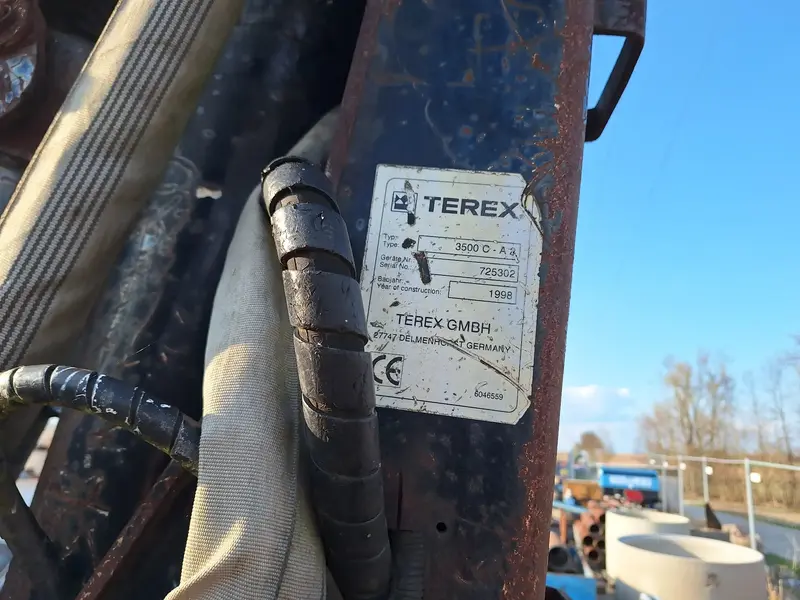 TEREX
Typ:
Type:
3500 C - A a
Geräte Nr.
Serial No.
725302
Baujahr:
Year of construction:
1998
TEREX GMBH
27747 DELMENHORST GERMANY
CE
6046559